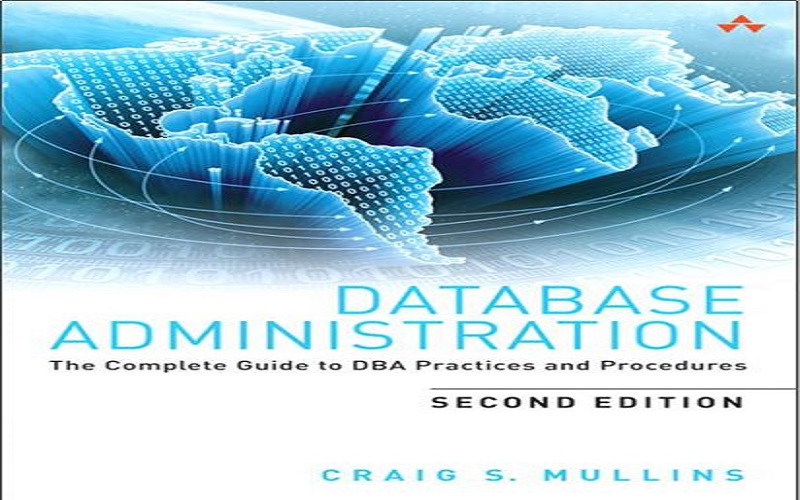 DATABASE
ADMINISTRATION
The Complete Guide to DBA Practices and Procedures
SECOND EDITION
CRAIG S. MULLINS